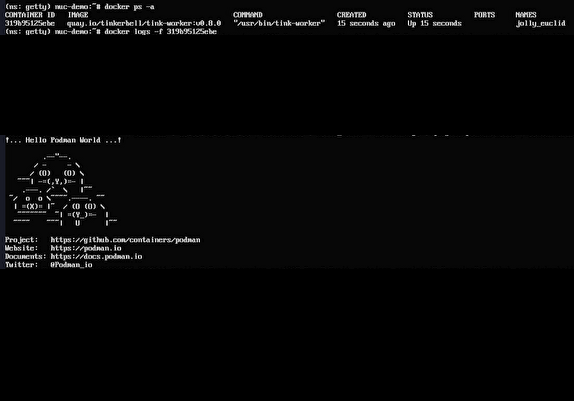 (ns: getty) nuc-demo:~# docker ps -a
CONTAINER ID   IMAGE   COMMAND   CREATED   STATUS   PORTS   NAMES
319b95125ebe   quay.io/tinkerbell/tink-worker:v0.8.0   "/usr/bin/tink-worker"   15 seconds ago   Up 15 seconds   jolly_euclid
(ns: getty) nuc-demo:~# docker logs -f 319b95125ebe
!... Hello Podman World ...!
Project:   https://github.com/containers/podman
Website:   https://podman.io
Documents: https://docs.podman.io
Twitter:   @Podman_io